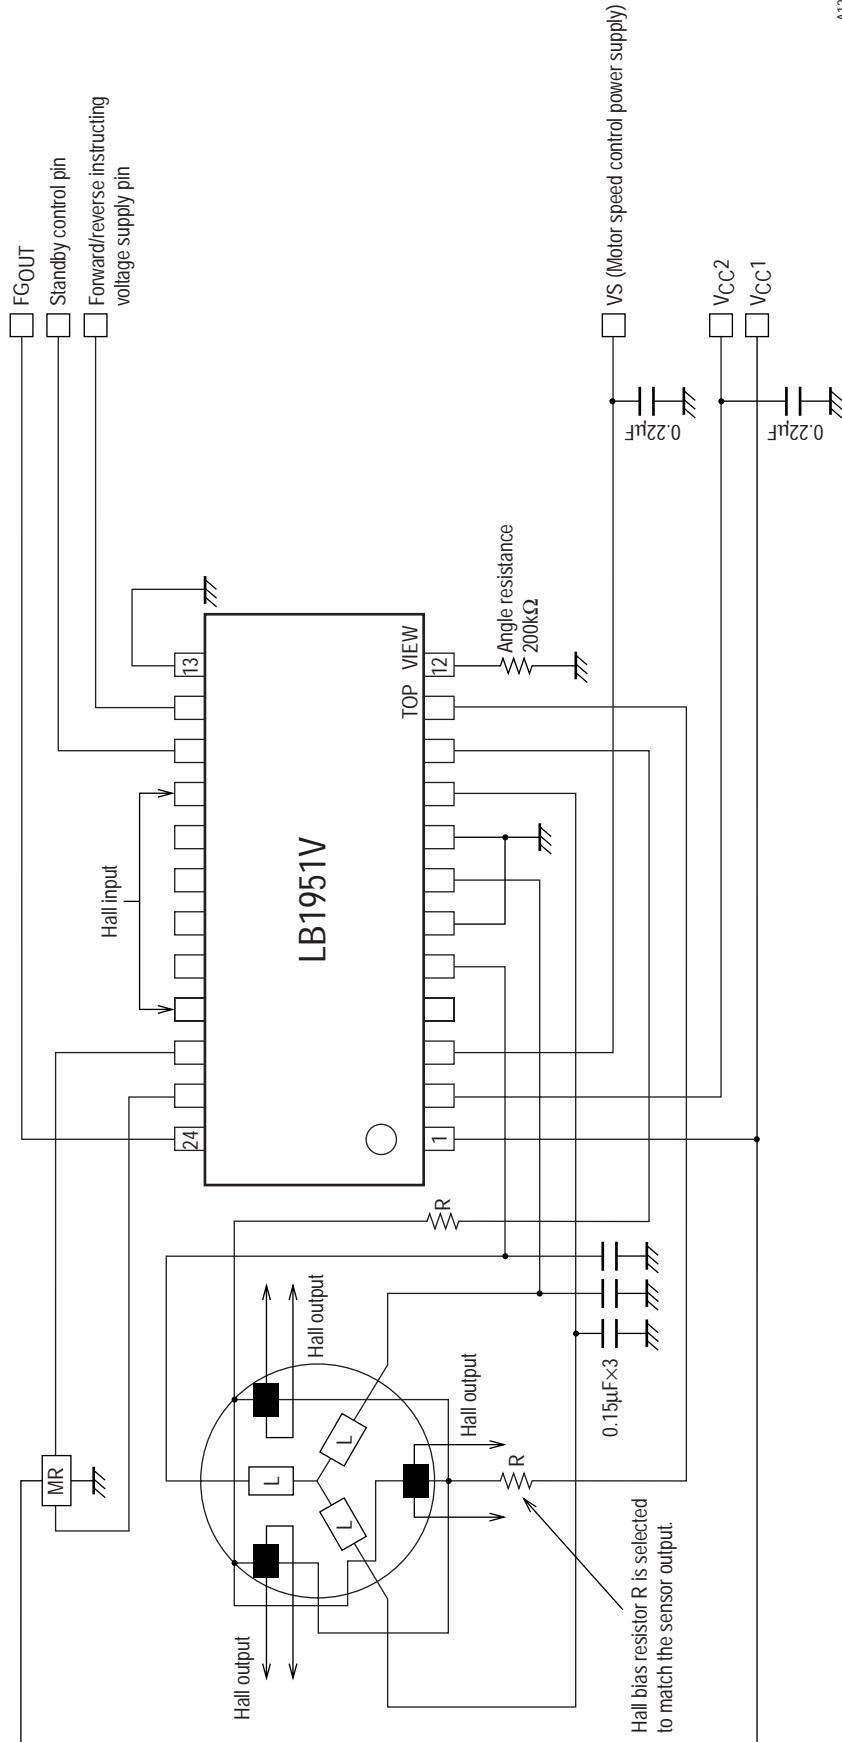 FGOUT
Standby control pin
Forward/reverse instructing
voltage supply pin
VS (Motor speed control power supply)
VCC2
VCC1
0.22µF
0.22µF
Angle resistance
200kΩ
13
12
TOP VIEW
LB1951V
Hall input
24
1
MR
R
Hall output
Hall output
Hall output
L
L
L
R
0.15µF×3
Hall bias resistor R is selected
to match the sensor output.